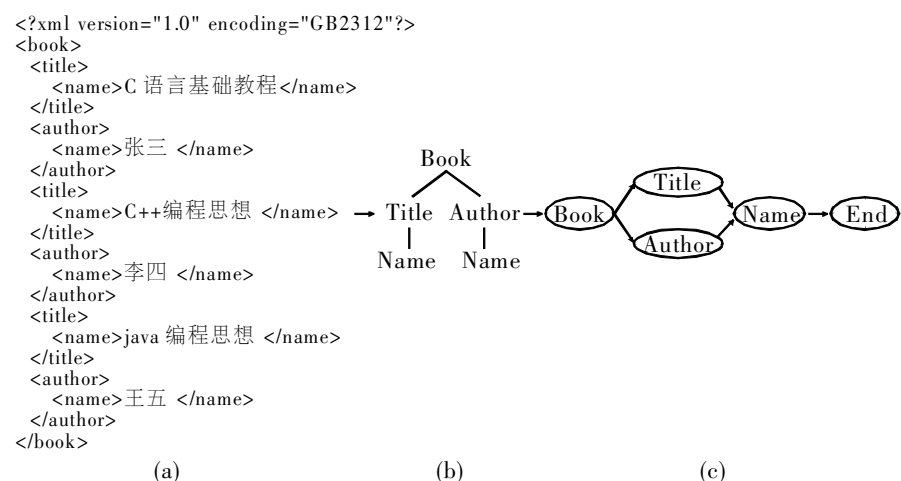 <?xml version="1.0" encoding="GB2312"?>
<book>
<title>
<name>C 语言基础教程</name>
</title>
<author>
<name>张三 </name>
</author>
<title>
<name>C++编程思想 </name>
</title>
<author>
<name>李四 </name>
</author>
<title>
<name>java 编程思想 </name>
</title>
<author>
<name>王五 </name>
</author>
</book>
(a)
Book
Title Author
Name Name
(b)
Book
Title
Author
Name
End
(c)